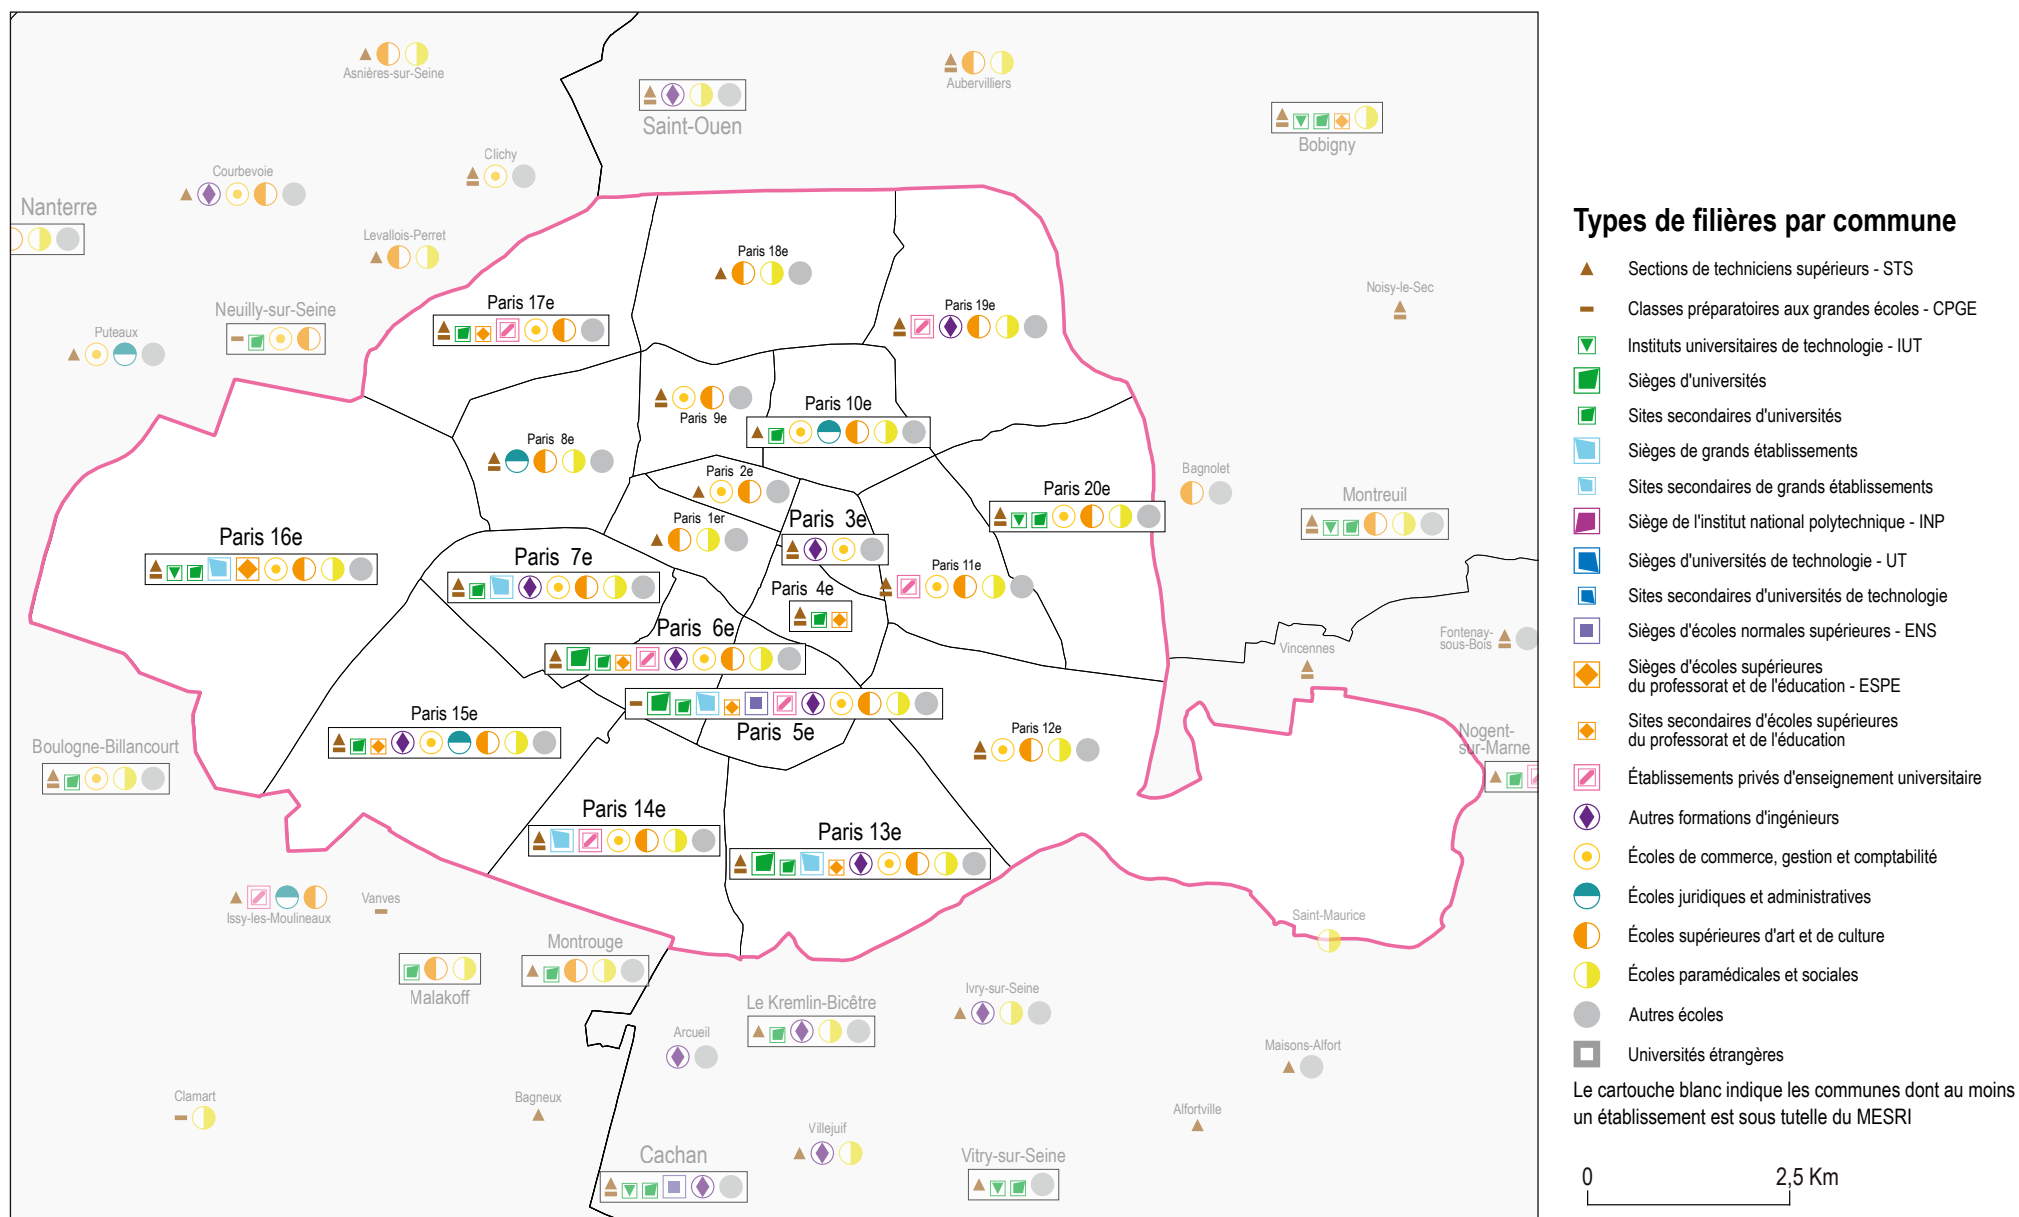 Asnières-sur-Seine
Aubervilliers
Saint-Ouen
Bobigny
Clichy
Courbevoie
Nanterre
Levallois-Perret
Paris 18e
Noisy-le-Sec
Paris 17e
Paris 19e
Neuilly-sur-Seine
Puteaux
Paris 9e
Paris 10e
Paris 8e
Paris 2e
Bagnolet
Paris 20e
Montreuil
Paris 1er
Paris 3e
Paris 16e
Paris 7e
Paris 11e
Paris 4e
Paris 6e
Fontenay-
sous-Bois
Vincennes
Paris 15e
Paris 5e
Paris 12e
Nogent-
sur-Marne
Boulogne-Billancourt
Paris 14e
Paris 13e
Vanves
Issy-les-Moulineaux
Saint-Maurice
Montrouge
Malakoff
Le Kremlin-Bicêtre
Ivry-sur-Seine
Arcueil
Maisons-Alfort
Clamart
Bagneux
Alfortville
Villejuif
Cachan
Vitry-sur-Seine
Types de filières par commune
Sections de techniciens supérieurs - STS
Classes préparatoires aux grandes écoles - CPGE
Instituts universitaires de technologie - IUT
Sièges d'universités
Sites secondaires d'universités
Sièges de grands établissements
Sites secondaires de grands établissements
Siège de l'institut national polytechnique - INP
Sièges d'universités de technologie - UT
Sites secondaires d'universités de technologie
Sièges d'écoles normales supérieures - ENS
Sièges d'écoles supérieures
du professorat et de l'éducation - ESPE
Sites secondaires d'écoles supérieures
du professorat et de l'éducation
Établissements privés d'enseignement universitaire
Autres formations d'ingénieurs
Écoles de commerce, gestion et comptabilité
Écoles juridiques et administratives
Écoles supérieures d'art et de culture
Écoles paramédicales et sociales
Autres écoles
Universités étrangères
Le cartouche blanc indique les communes dont au moins
un établissement est sous tutelle du MESRI
0 2,5 Km